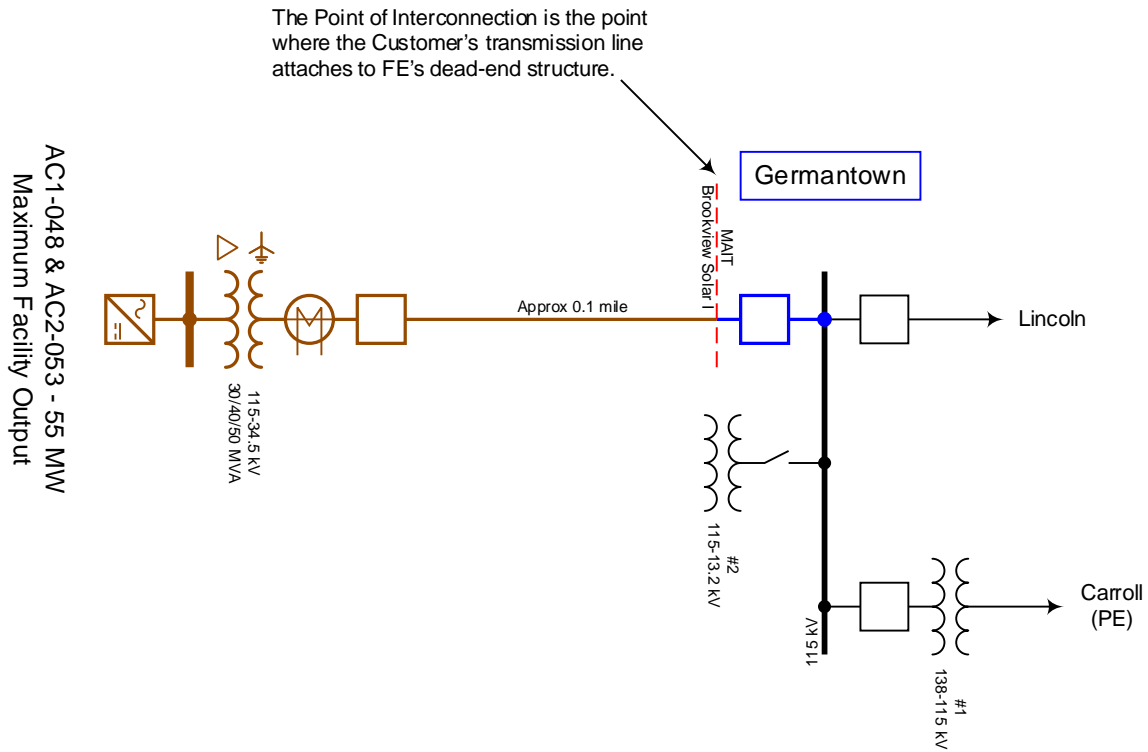 The Point of Interconnection is the point
where the Customer's transmission line
attaches to FE's dead-end structure.
Germantown
MAIT
Brookview Solar I
AC1-048 & AC2-053 - 55 MW
Maximum Facility Output
115-34.5 kV
30/40/50 MVA
Approx 0.1 mile
Lincoln
#2
115-13.2 kV
115 kV
Carroll
(PE)
#1
138-115 kV